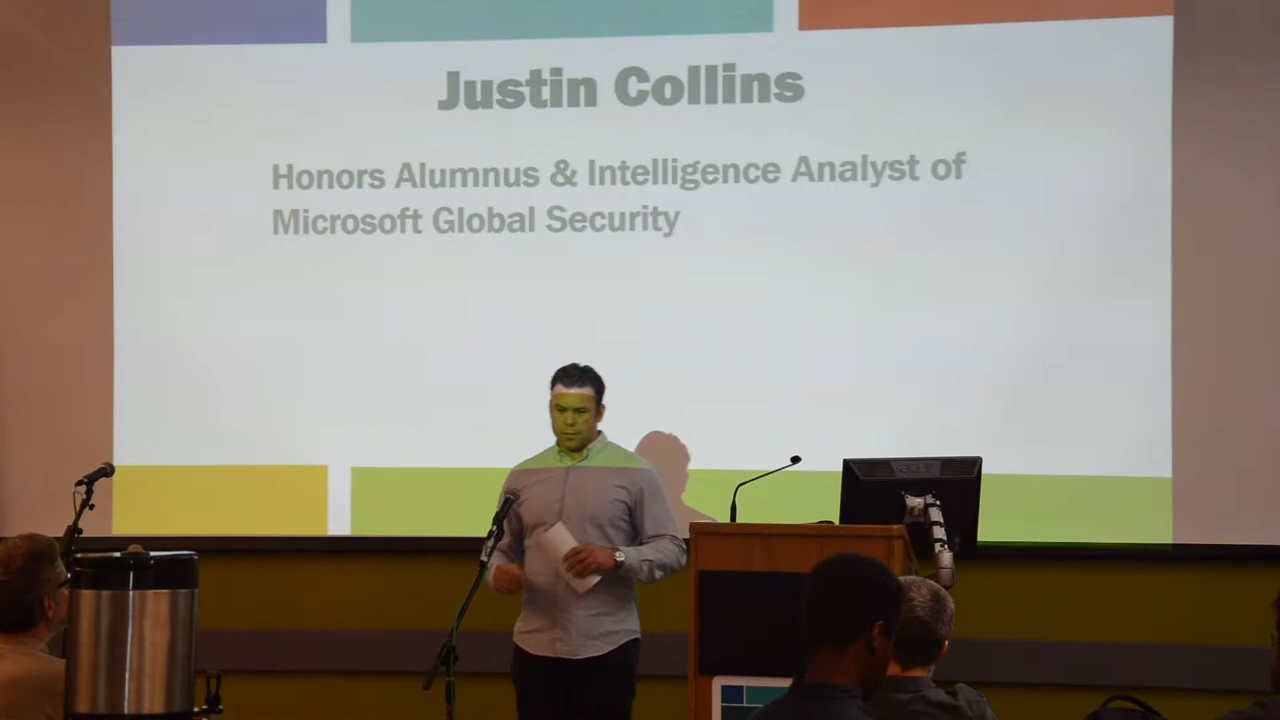 Justin Collins
Honors Alumnus & Intelligence Analyst of
Microsoft Global Security